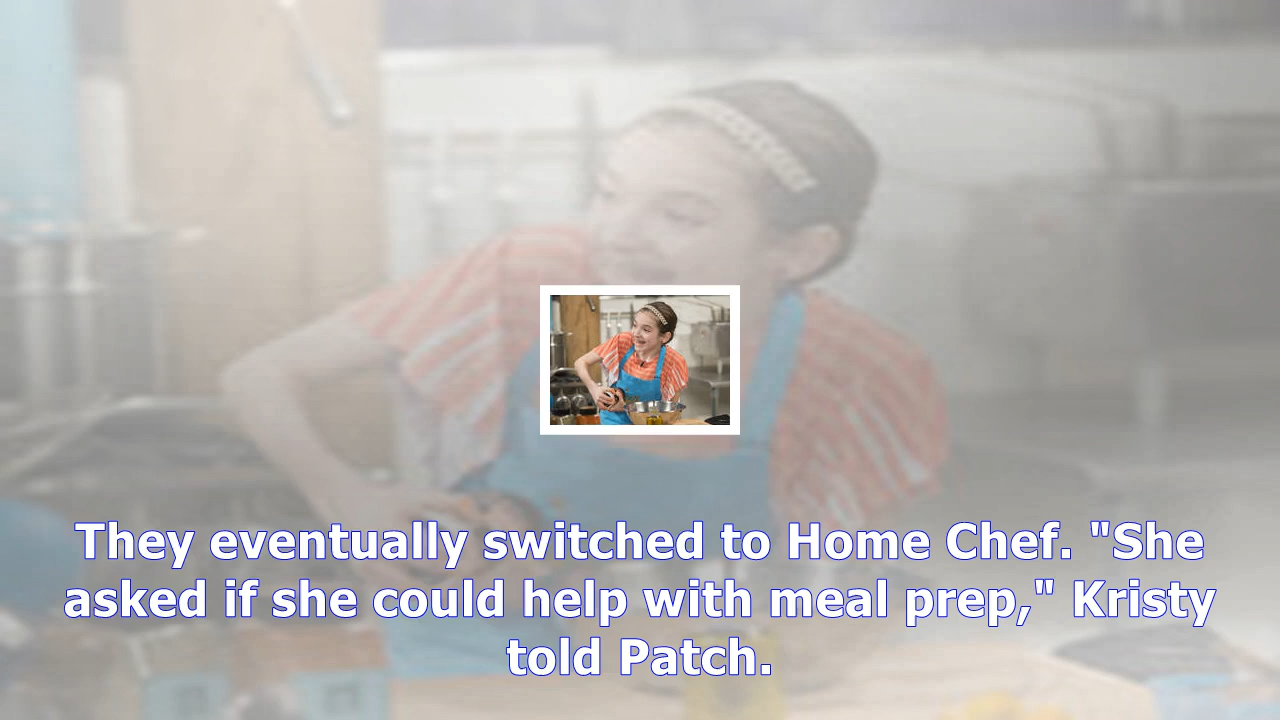 They eventually switched to Home Chef. "She
asked if she could help with meal prep," Kristy
told Patch.